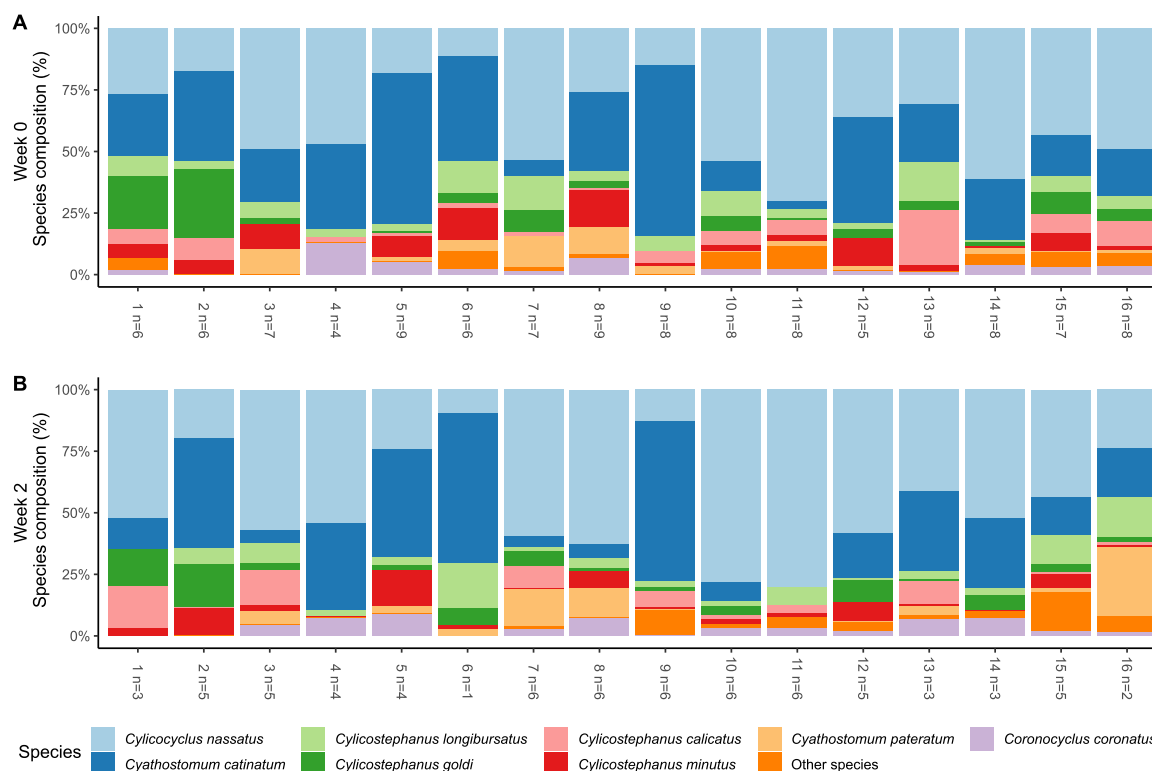 A
Week 0
Species composition (%)
100%
75%
50%
25%
0%
1 n=6
2 n=6
3 n=7
4 n=4
5 n=9
6 n=6
7 n=7
8 n=9
9 n=8
10 n=8
11 n=8
12 n=5
13 n=9
14 n=8
15 n=7
16 n=8
B
Week 2
Species composition (%)
100%
75%
50%
25%
0%
1 n=3
2 n=5
3 n=5
4 n=4
5 n=4
6 n=1
7 n=6
8 n=6
9 n=6
10 n=6
11 n=6
12 n=5
13 n=3
14 n=3
15 n=5
16 n=2
Species
Cylicocyclus nassatus
Cylicostephanus longibursatus
Cylicostephanus calicatus
Cyathostomum pateratum
Coronocyclus coronatus
Cyathostomum catinatum
Cylicostephanus goldi
Cylicostephanus minutus
Other species